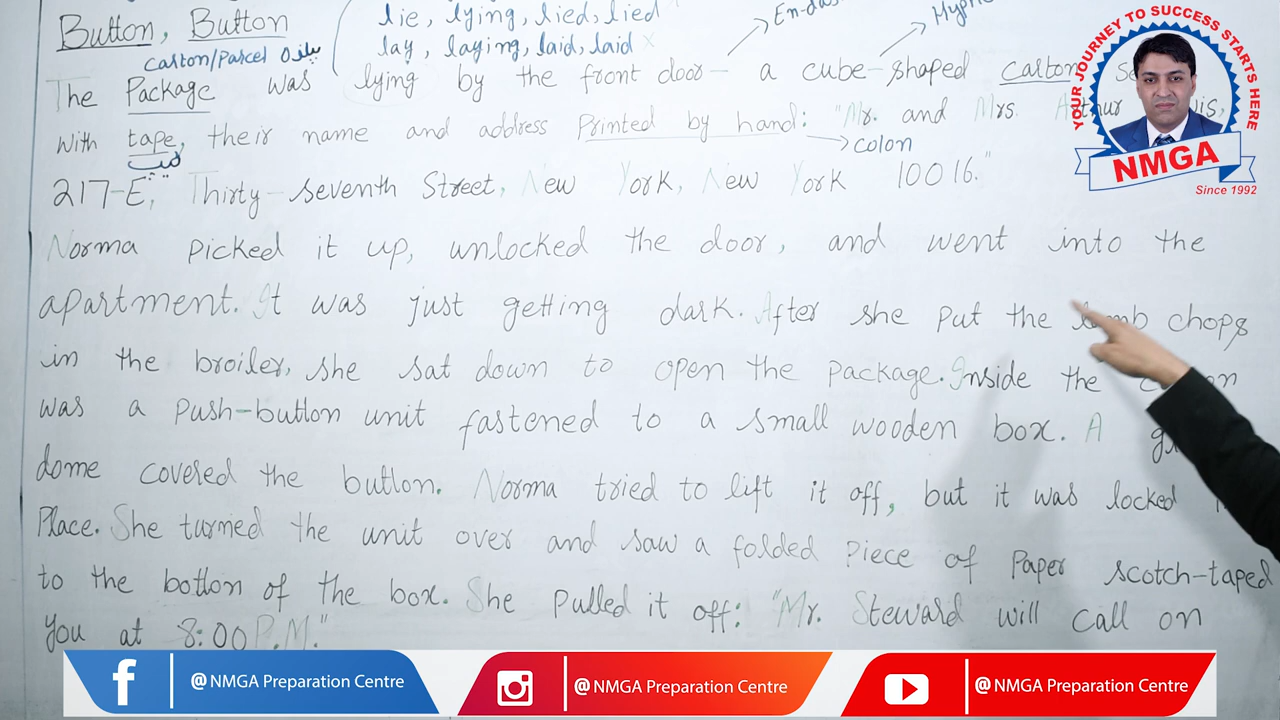 Button, Button
lie, lying, lied, lied
lay, laying, laid, laid x
carton/Parcel
The Package was lying by the front door – a cube-shaped carton
with tape, their name and address Printed by hand: "Mr. and Mrs.
colon
217-E, Thirty-seventh Street, New York, New York 10016."
Norma picked it up, unlocked the door, and went into the
apartment. It was just getting dark. After she put the lamb chops
in the broiler, she sat down to open the package. Inside the
was a push-button unit fastened to a small wooden box. A
dome covered the button. Norma tried to lift it off, but it was locked
Place. She turned the unit over and saw a folded piece of Paper scotch-taped
to the bottom of the box. She pulled it off: "Mr. Steward will call on
you at 8:00 P.M."
YOUR JOURNEY TO SUCCESS STARTS HERE
NMGA
Since 1992
@NMGA Preparation Centre
@NMGA Preparation Centre
@NMGA Preparation Centre